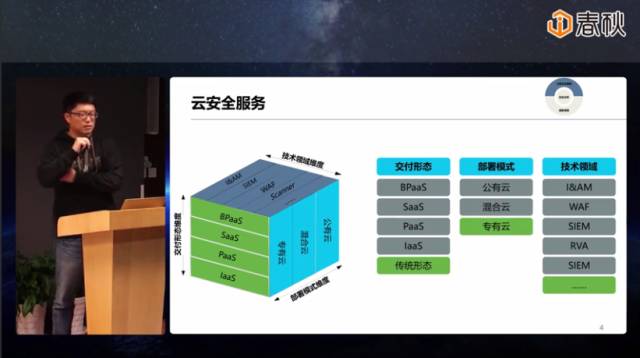 春秋
云安全服务
技术领域维度
I&AM
SIEM
WAF
Scanner
交付形态维度
BPaaS
SaaS
PaaS
IaaS
专有云
混合云
公有云
部署模式维度
交付形态 部署模式 技术领域
BPaaS 公有云 I&AM
SaaS 混合云 WAF
PaaS 专有云 SIEM
IaaS RVA
传统形态 SIEM
......
4